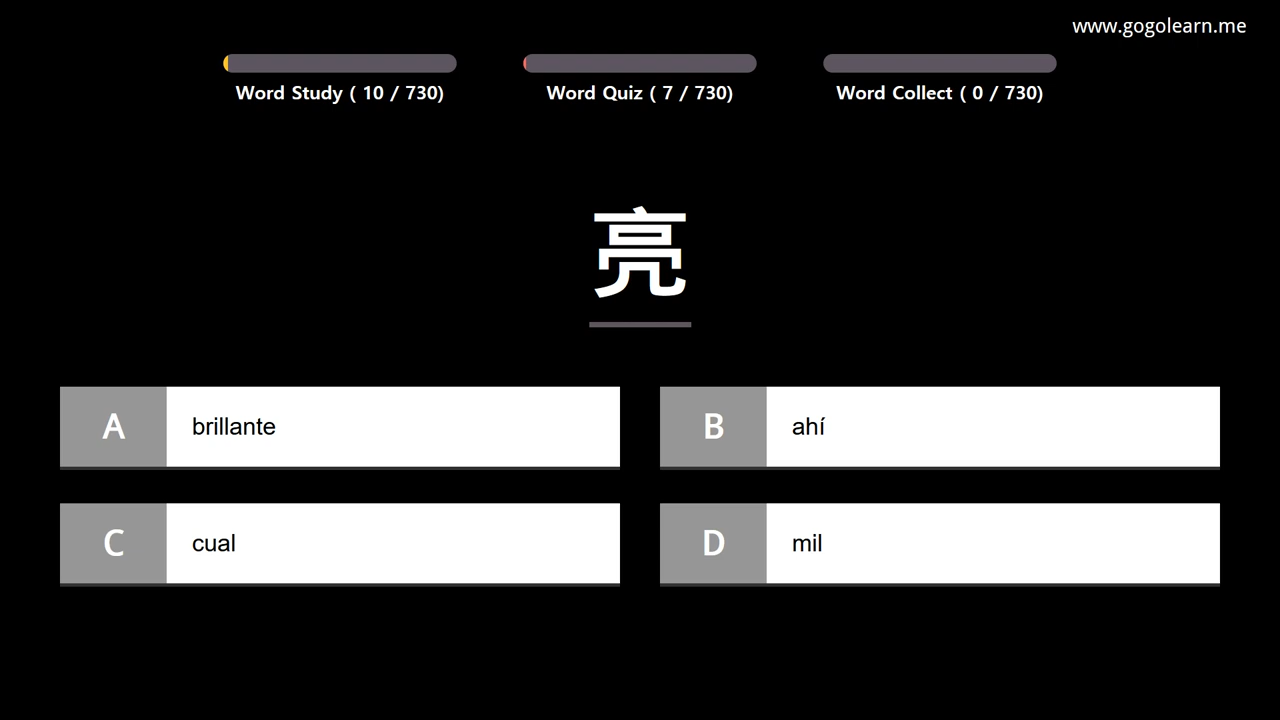 www.gogolearn.me
Word Study ( 10 / 730)
Word Quiz ( 7 / 730)
Word Collect ( 0 / 730)
亮
A brillante
B ahí
C cual
D mil